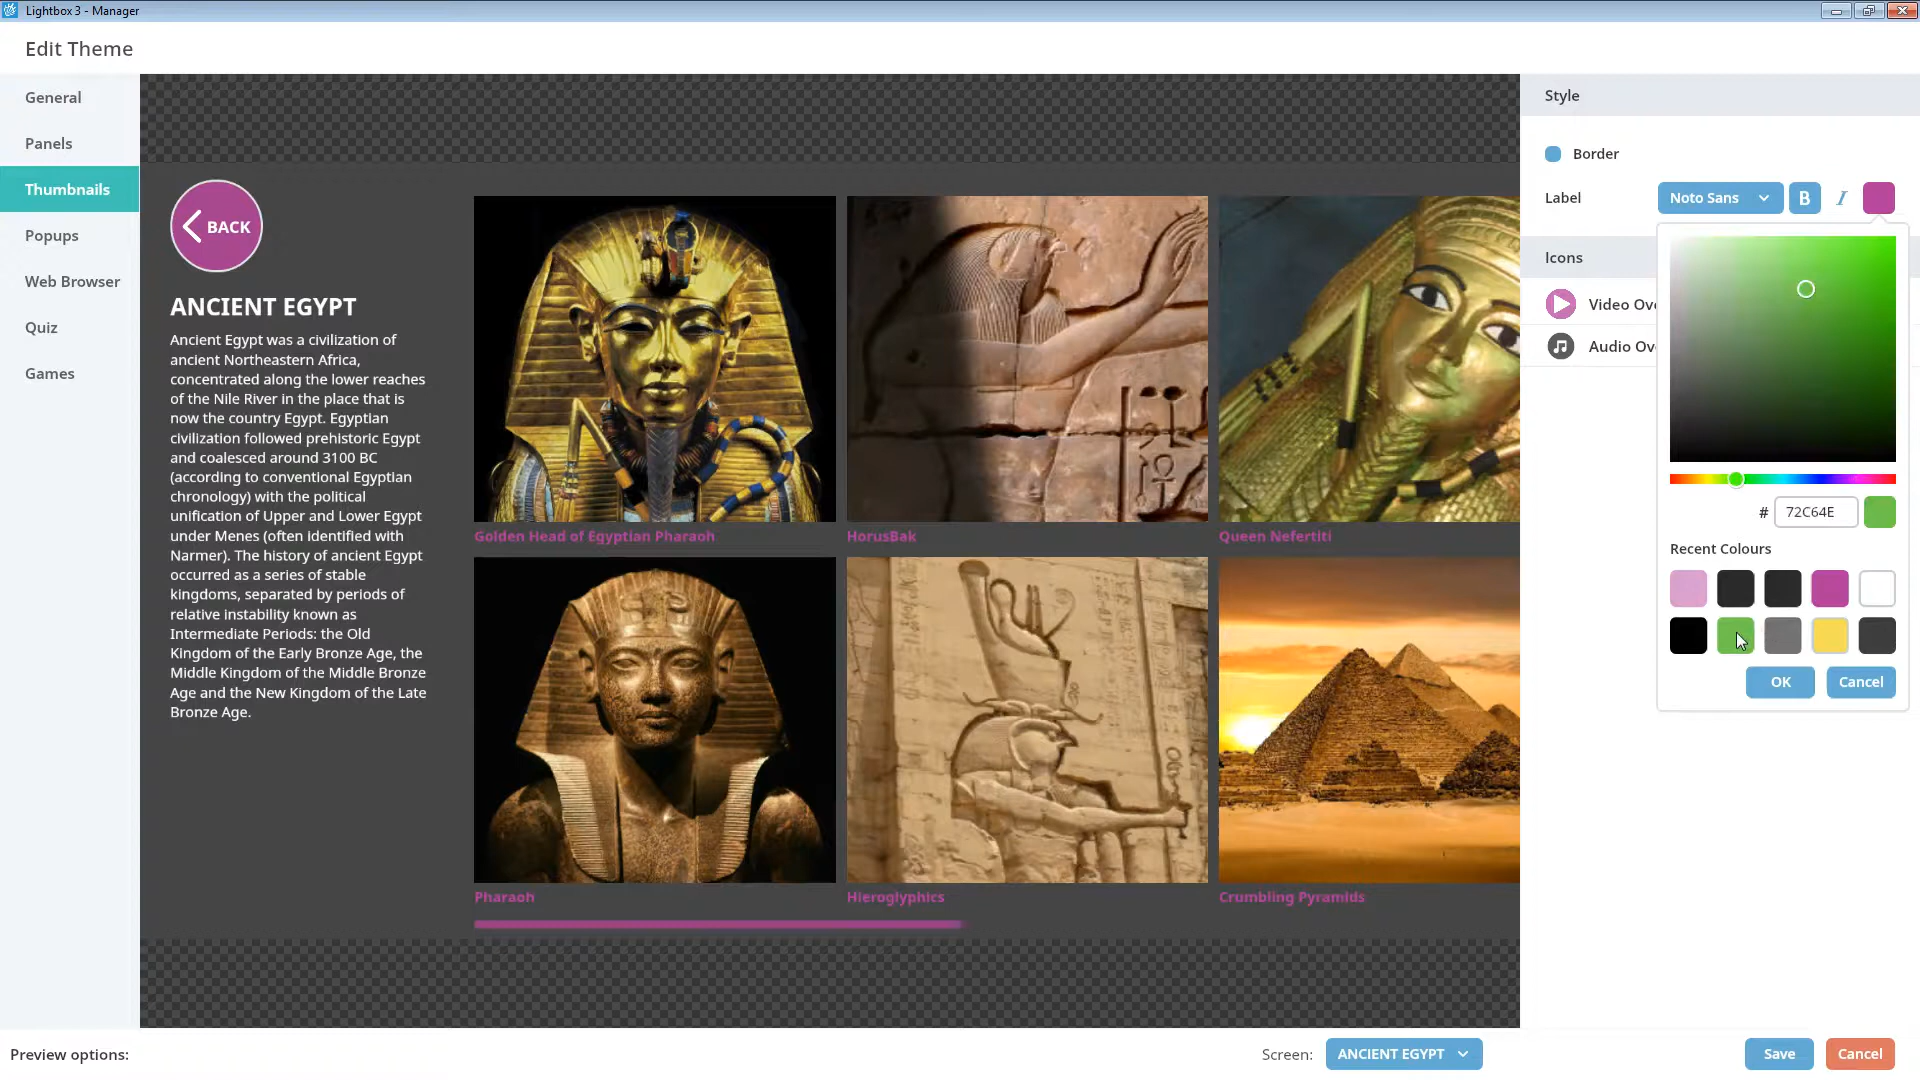 Lightbox 3 - Manager
Edit Theme
General
Panels
Thumbnails
Popups
Web Browser
Quiz
Games
BACK
ANCIENT EGYPT
Ancient Egypt was a civilization of
ancient Northeastern Africa,
concentrated along the lower reaches
of the Nile River in the place that is
now the country Egypt. Egyptian
civilization followed prehistoric Egypt
and coalesced around 3100 BC
(according to conventional Egyptian
chronology) with the political
unification of Upper and Lower Egypt
under Menes (often identified with
Narmer). The history of ancient Egypt
occurred as a series of stable
kingdoms, separated by periods of
relative instability known as
Intermediate Periods: the Old
Kingdom of the Early Bronze Age, the
Middle Kingdom of the Middle Bronze
Age and the New Kingdom of the Late
Bronze Age.
Golden Head of Egyptian Pharaoh
HorusBak
Queen Nefertiti
Pharaoh
Hieroglyphics
Crumbling Pyramids
Style
Border
Label
Noto Sans
B
I
Icons
Video Ov
Audio Ov
# 72C64E
Recent Colours
OK
Cancel
Preview options:
Screen:
ANCIENT EGYPT
Save
Cancel